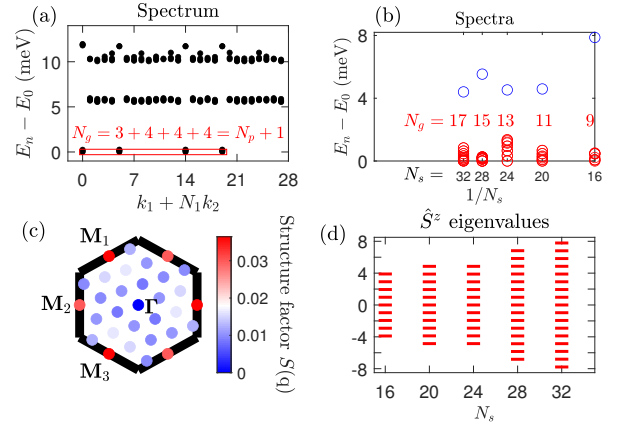 (a) Spectrum
E_n − E_0 (meV)
10
5
0
N_g = 3 + 4 + 4 + 4 = N_p + 1
0 7 14 21 28
k_1 + N_1k_2
(b) Spectra
E_n − E_0 (meV)
8
4
0
N_g = 17 15 13 11 9
N_s = 32 28 24 20 16
1/N_s
(c)
M_1
M_2
M_3
Γ
0.03
0.02
0.01
0
Structure factor S(q)
(d) Ŝ^z eigenvalues
8
4
0
-4
-8
16 20 24 28 32
N_s